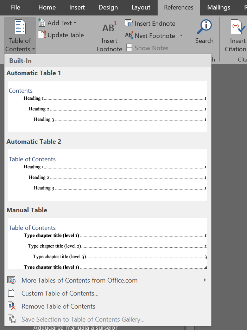 File Home Insert Design Layout References Mailings
Add Text
Insert Endnote
Update Table
Next Footnote
Table of Contents
Insert Footnote
Show Notes
Search
Insert Citation
Built-In
Automatic Table 1
Contents
Heading 1 1
Heading 2 1
Heading 3 1
Automatic Table 2
Table of Contents
Heading 1 1
Heading 2 1
Heading 3 1
Manual Table
Table of Contents
Type chapter title (level 1) 1
Type chapter title (level 2) 2
Type chapter title (level 3) 3
Type chapter title (level 1) 4
More Tables of Contents from Office.com
Custom Table of Contents...
Remove Table of Contents
Save Selection to Table of Contents Gallery...